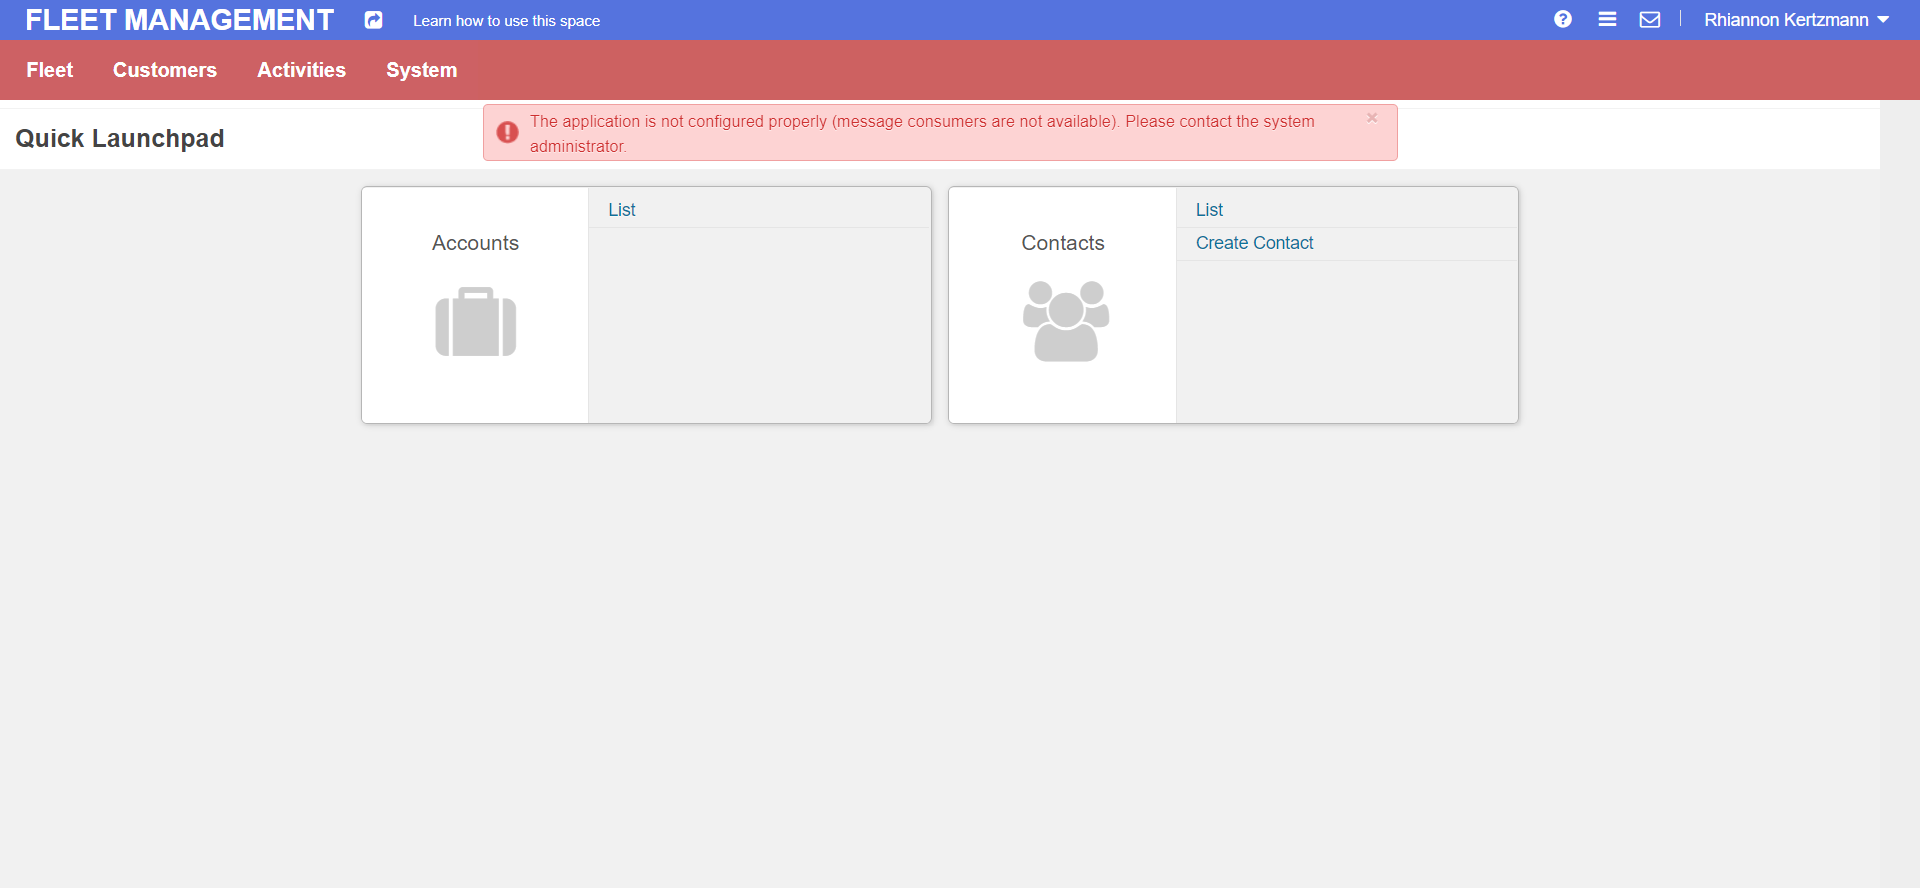 FLEET MANAGEMENT
Learn how to use this space
Rhiannon Kertzmann
Fleet
Customers
Activities
System
Quick Launchpad
The application is not configured properly (message consumers are not available). Please contact the system
administrator.
×
Accounts
List
Contacts
List
Create Contact